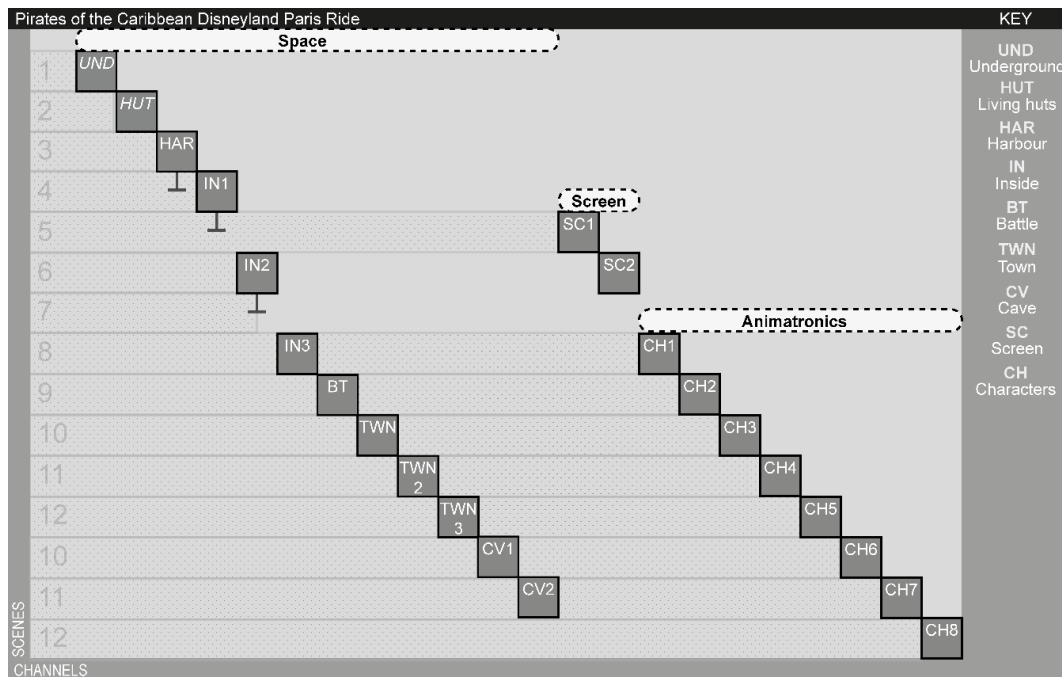 Pirates of the Caribbean Disneyland Paris Ride
KEY
Space
UND
Underground
1
UND
HUT
Living huts
2
HUT
HAR
Harbour
3
HAR
IN
Inside
4
IN1
Screen
BT
Battle
5
SC1
TWN
Town
6
IN2
SC2
CV
Cave
7
Animatronics
SC
Screen
8
IN3
CH1
CH
Characters
9
BT
CH2
10
TWN
CH3
11
TWN
2
CH4
12
TWN
3
CH5
10
CV1
CH6
11
CV2
CH7
12
CH8
SCENES
CHANNELS